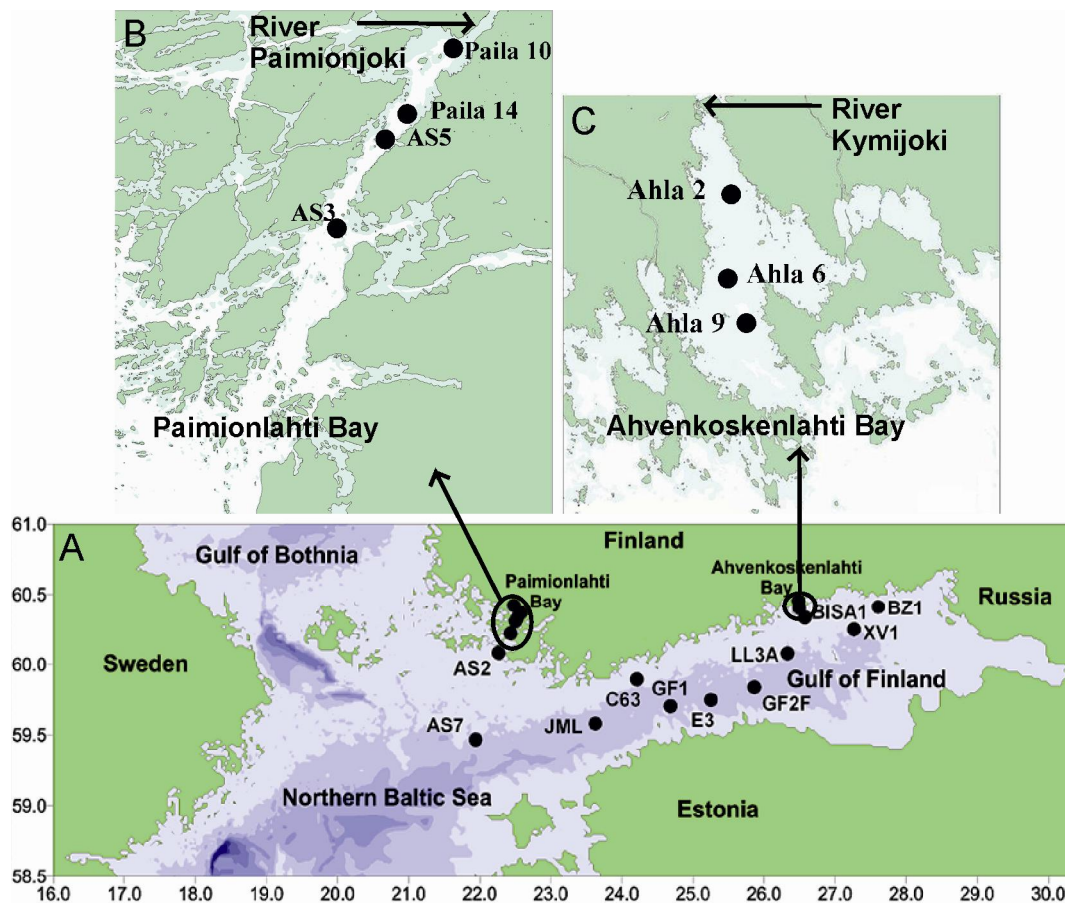 B
River
Paimionjoki
Paila 10
Paila 14
AS5
AS3
Paimionlahti Bay
C
River
Kymijoki
Ahla 2
Ahla 6
Ahla 9
Ahvenkoskenlahti Bay
A
61.0
60.5
60.0
59.5
59.0
58.5
Gulf of Bothnia
Finland
Paimionlahti
Bay
Ahvenkoskenlahti
Bay
BISA1
BZ1
Russia
XV1
Sweden
AS2
LL3A
Gulf of Finland
C63
GF1
GF2F
E3
AS7
JML
Northern Baltic Sea
Estonia
16.0 17.0 18.0 19.0 20.0 21.0 22.0 23.0 24.0 25.0 26.0 27.0 28.0 29.0 30.0